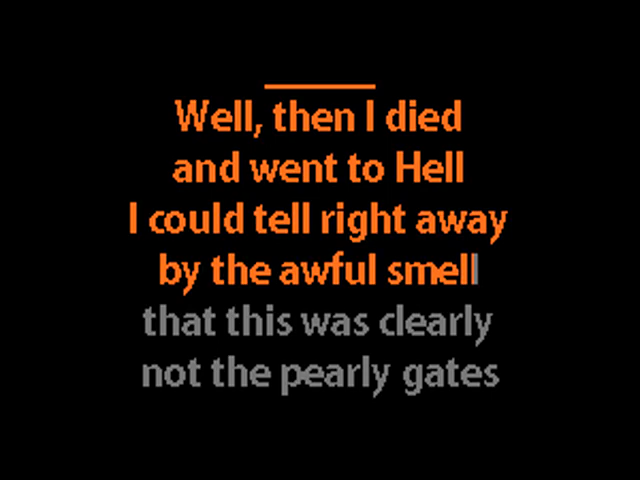 Well, then I died
and went to Hell
I could tell right away
by the awful smell
that this was clearly
not the pearly gates